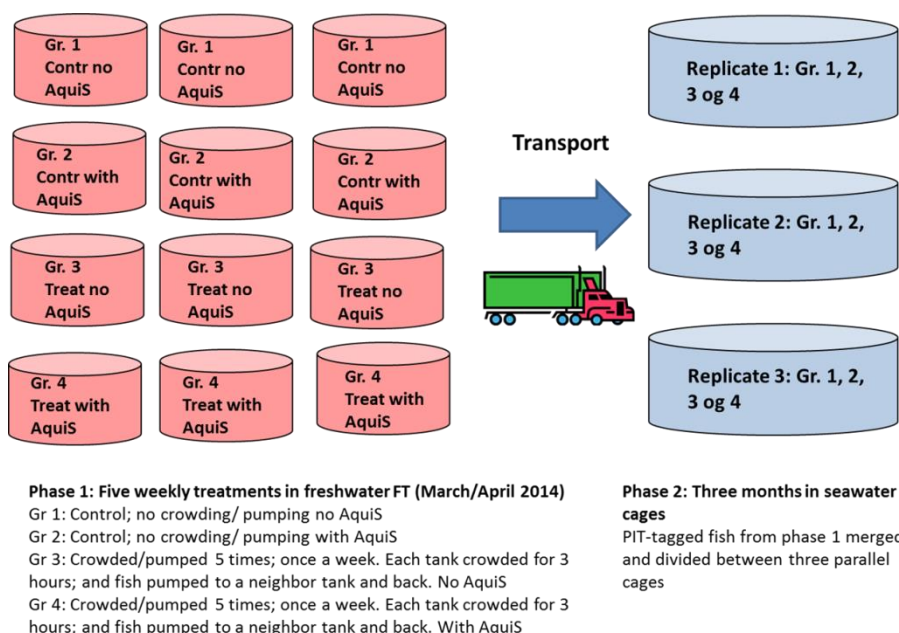 Gr. 1
Contr no
AquiS
Gr. 1
Contr no
AquiS
Gr. 1
Contr no
AquiS
Gr. 2
Contr with
AquiS
Gr. 2
Contr with
AquiS
Gr. 2
Contr with
AquiS
Gr. 3
Treat no
AquiS
Gr. 3
Treat no
AquiS
Gr. 3
Treat no
AquiS
Gr. 4
Treat with
AquiS
Gr. 4
Treat with
AquiS
Gr. 4
Treat with
AquiS
Transport
Replicate 1: Gr. 1, 2,
3 og 4
Replicate 2: Gr. 1, 2,
3 og 4
Replicate 3: Gr. 1, 2,
3 og 4
Phase 1: Five weekly treatments in freshwater FT (March/April 2014)
Gr 1: Control; no crowding/ pumping no AquiS
Gr 2: Control; no crowding/ pumping with AquiS
Gr 3: Crowded/pumped 5 times; once a week. Each tank crowded for 3
hours; and fish pumped to a neighbor tank and back. No AquiS
Gr 4: Crowded/pumped 5 times; once a week. Each tank crowded for 3
hours; and fish pumped to a neighbor tank and back. With AquiS
Phase 2: Three months in seawater
cages
PIT-tagged fish from phase 1 merged
and divided between three parallel
cages